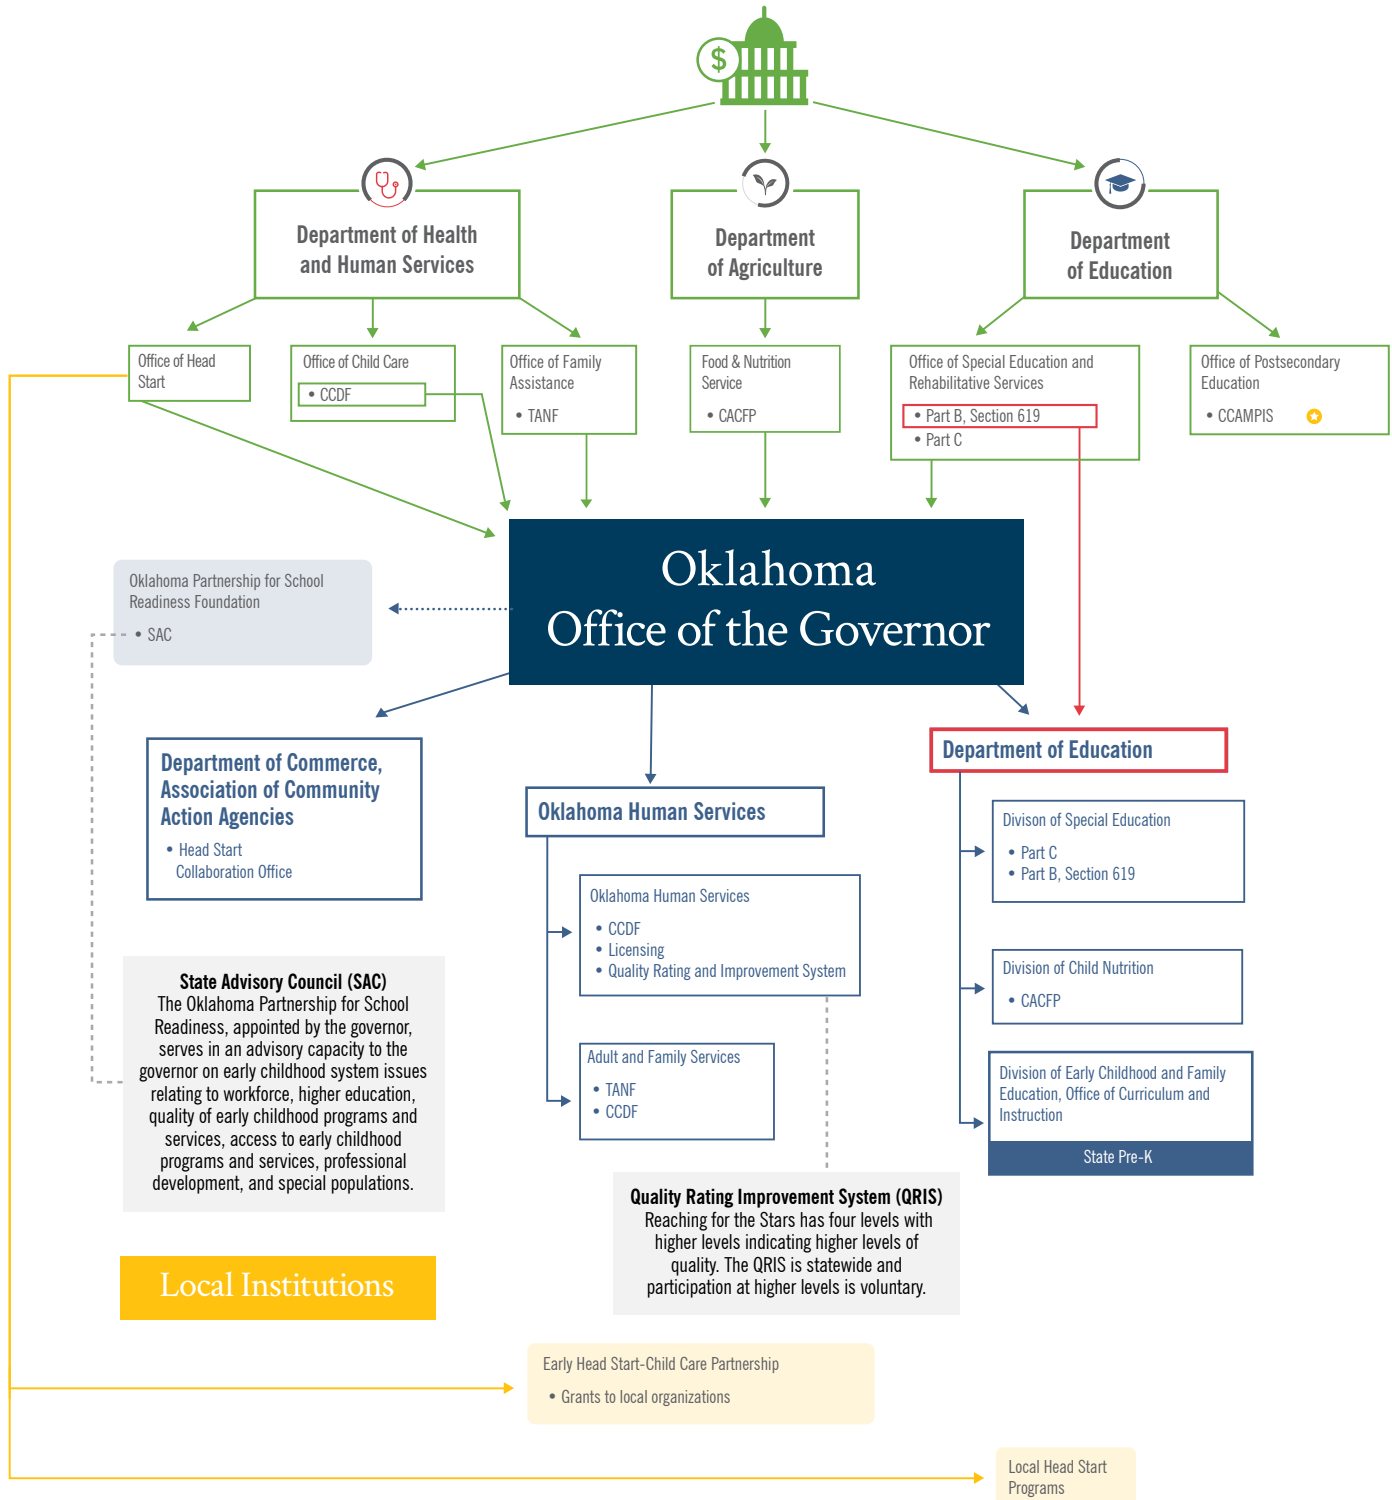 $
Department of Health
and Human Services
Department
of Agriculture
Department
of Education
Office of Head
Start
Office of Child Care
• CCDF
Office of Family
Assistance
• TANF
Food & Nutrition
Service
• CACFP
Office of Special Education and
Rehabilitative Services
• Part B, Section 619
• Part C
Office of Postsecondary
Education
• CCAMPIS
Oklahoma
Office of the Governor
Oklahoma Partnership for School
Readiness Foundation
• SAC
Department of Commerce,
Association of Community
Action Agencies
• Head Start
Collaboration Office
Oklahoma Human Services
Oklahoma Human Services
• CCDF
• Licensing
• Quality Rating and Improvement System
Adult and Family Services
• TANF
• CCDF
Department of Education
Divison of Special Education
• Part C
• Part B, Section 619
Division of Child Nutrition
• CACFP
Division of Early Childhood and Family
Education, Office of Curriculum and
Instruction
State Pre-K
State Advisory Council (SAC)
The Oklahoma Partnership for School
Readiness, appointed by the governor,
serves in an advisory capacity to the
governor on early childhood system issues
relating to workforce, higher education,
quality of early childhood programs and
services, access to early childhood
programs and services, professional
development, and special populations.
Quality Rating Improvement System (QRIS)
Reaching for the Stars has four levels with
higher levels indicating higher levels of
quality. The QRIS is statewide and
participation at higher levels is voluntary.
Local Institutions
Early Head Start-Child Care Partnership
• Grants to local organizations
Local Head Start
Programs